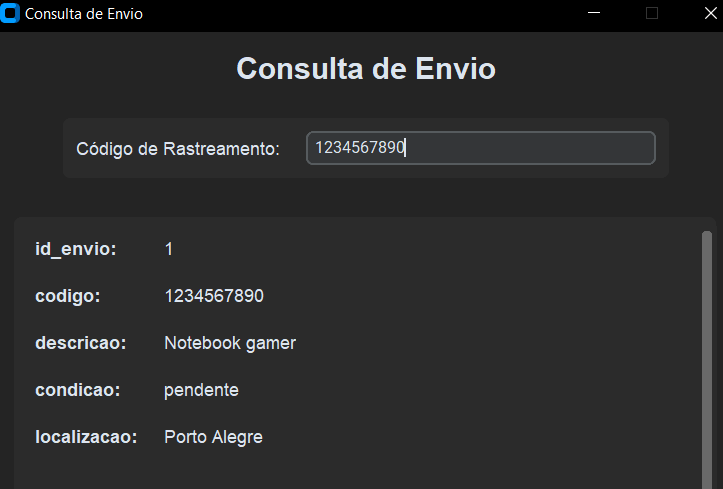 Consulta de Envio
Consulta de Envio
Código de Rastreamento: 1234567890
id_envio: 1
codigo: 1234567890
descricao: Notebook gamer
condicao: pendente
localizacao: Porto Alegre